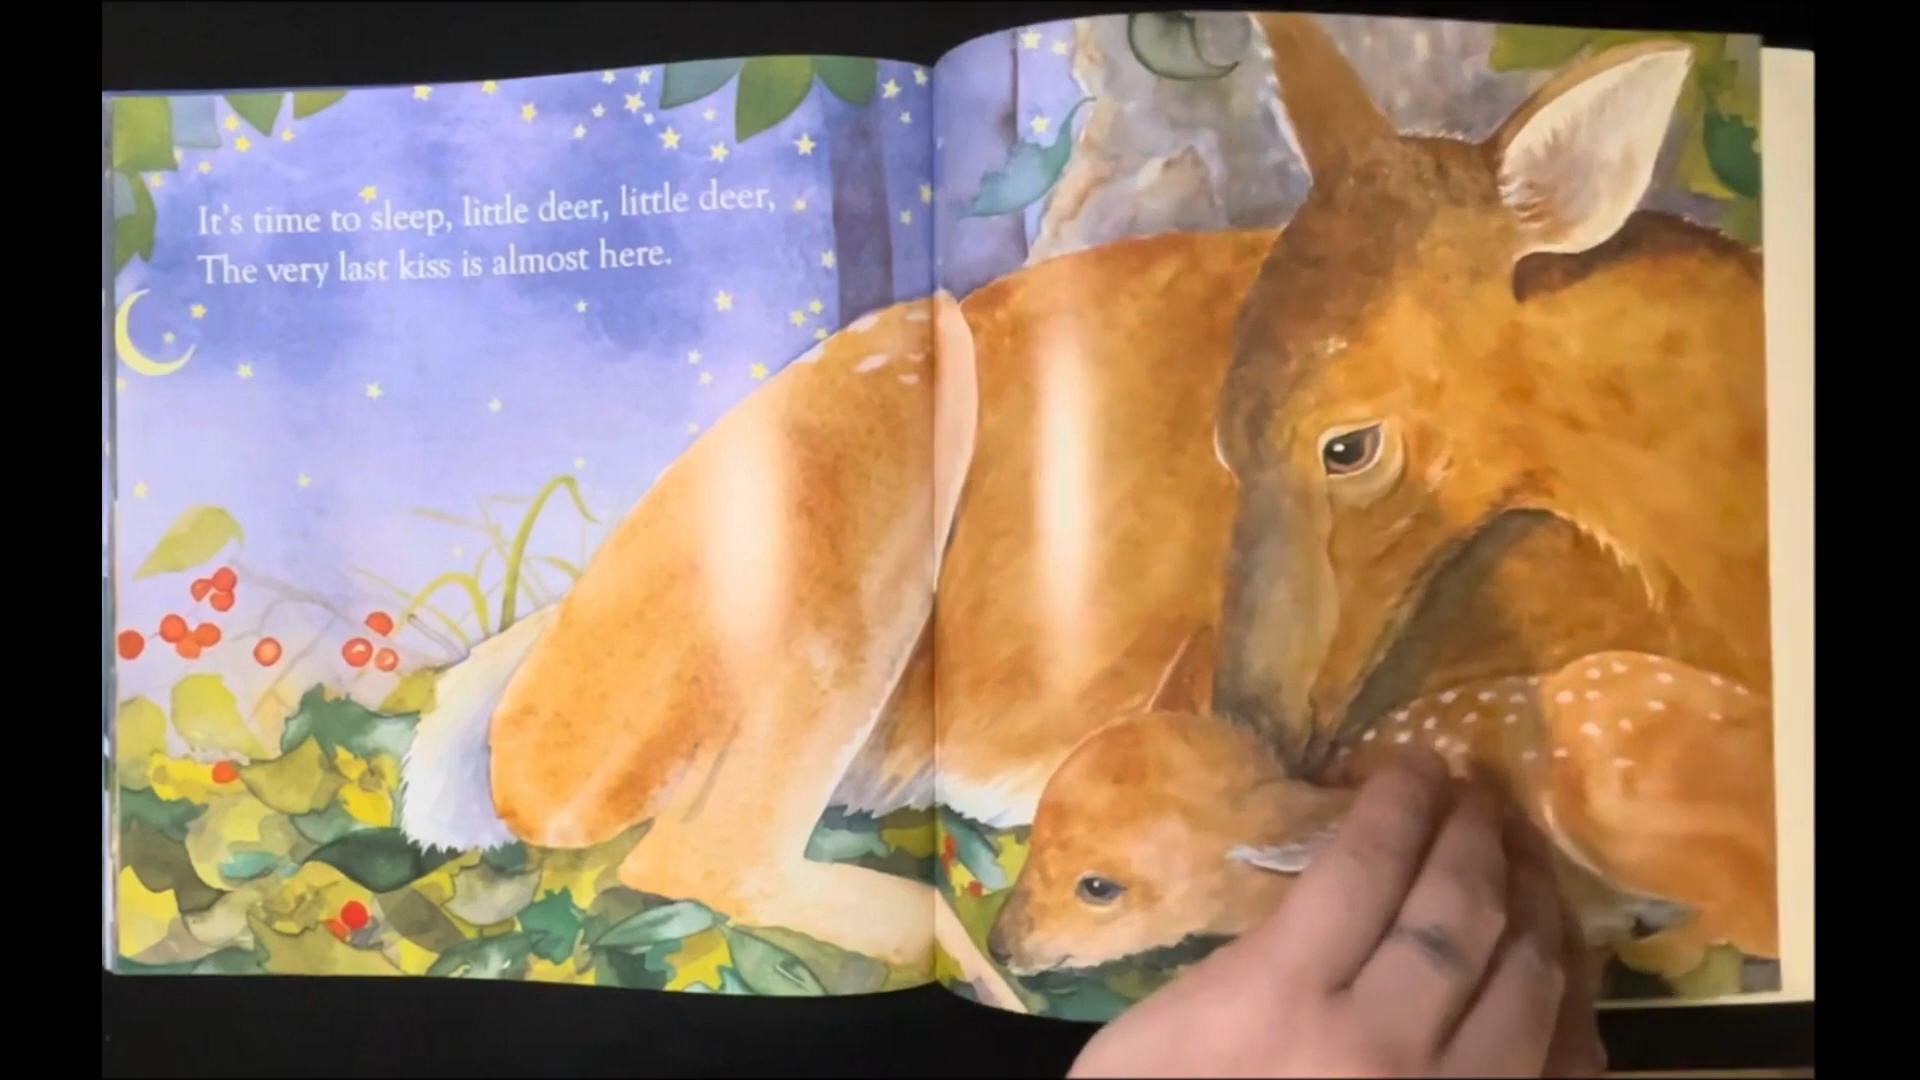 It's time to sleep, little deer, little deer,
The very last kiss is almost here.